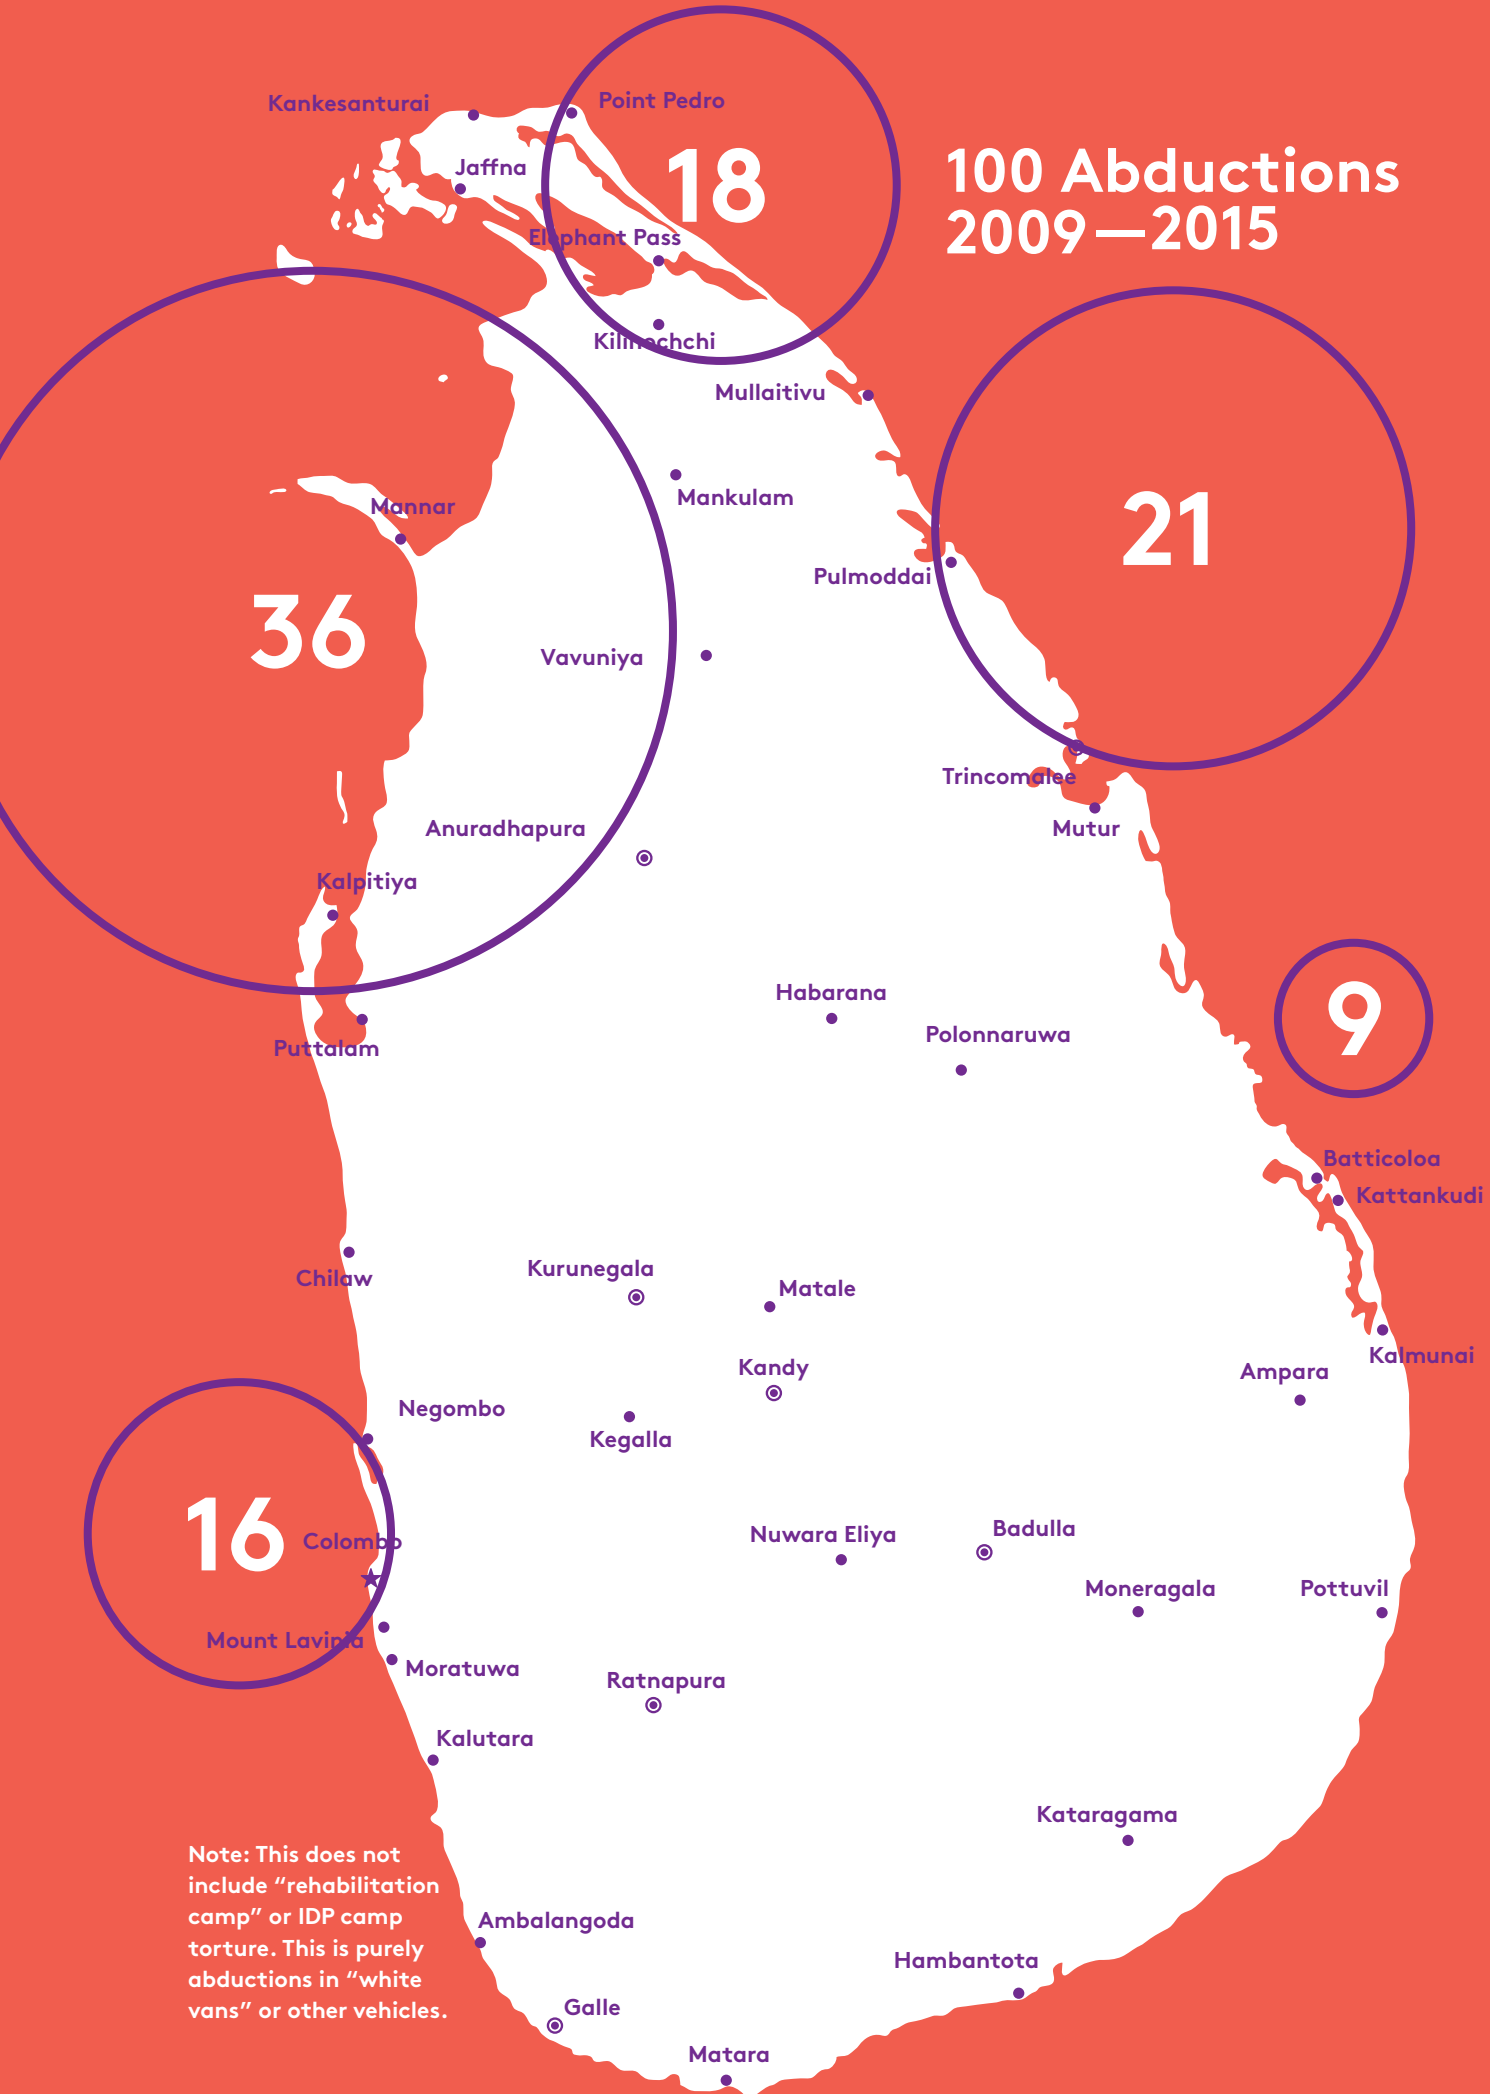 Kankesanturai
Point Pedro
18
100 Abductions
2009—2015
Jaffna
Elephant Pass
Kilinochchi
Mullaitivu
Mankulam
Mannar
21
Pulmoddai
36
Vavuniya
Trincomalee
Mutur
Anuradhapura
Kalpitiya
Habarana
9
Polonnaruwa
Puttalam
Batticoloa
Kattankudi
Chilaw
Kurunegala
Matale
Kalmunai
Kandy
Ampara
Negombo
Kegalla
16
Colombo
Nuwara Eliya
Badulla
Moneragala
Pottuvil
Mount Lavinia
Moratuwa
Ratnapura
Kalutara
Kataragama
Note: This does not
include “rehabilitation
camp” or IDP camp
torture. This is purely
abductions in “white
vans” or other vehicles.
Ambalangoda
Hambantota
Galle
Matara